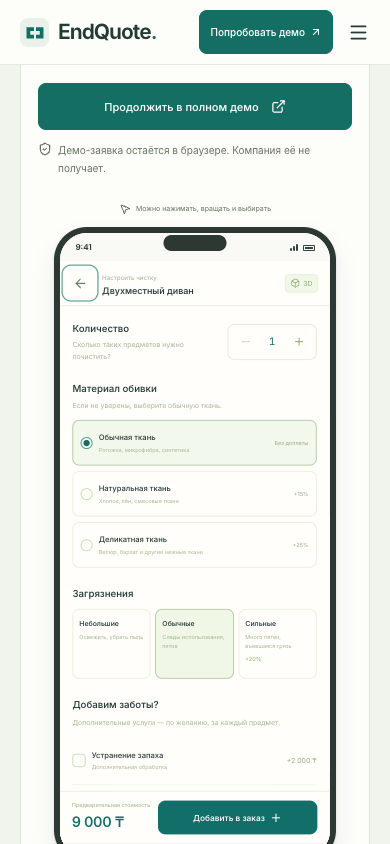 EndQuote.
Попробовать демо
Продолжить в полном демо
Демо-заявка остаётся в браузере. Компания её не
получает.
Можно нажимать, вращать и выбирать
9:41
Настроить чистку
Двухместный диван
3D
Количество
Сколько таких предметов нужно
почистить?
1
Материал обивки
Если не уверены, выберите обычную ткань.
Обычная ткань
Рогожка, микрофибра, синтетика
Без доплаты
Натуральная ткань
Хлопок, лён, смесовые ткани
+15%
Деликатная ткань
Велюр, бархат и другие нежные ткани
+25%
Загрязнения
Небольшие
Освежить, убрать пыль
Обычные
Следы использования,
пятна
Сильные
Много пятен,
въевшаяся грязь
+20%
Добавим заботы?
Дополнительные услуги — по желанию, за каждый предмет.
Устранение запаха
Дополнительная обработка
+2 000 ₸
Предварительная стоимость
9 000 ₸
Добавить в заказ